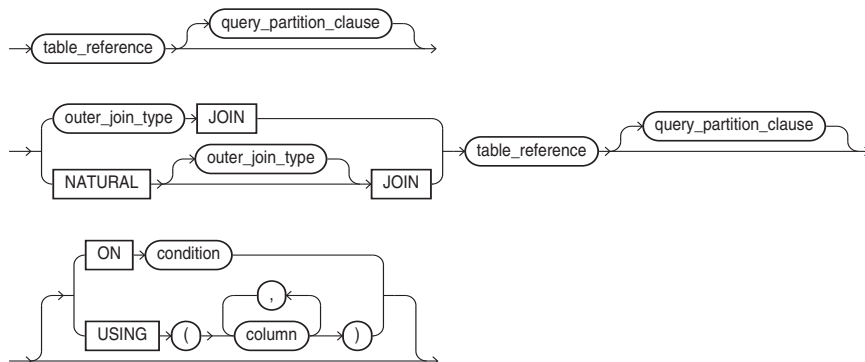 query_partition_clause
table_reference
outer_join_type JOIN
query_partition_clause
outer_join_type
table_reference
NATURAL JOIN
ON condition
,
USING ( column )